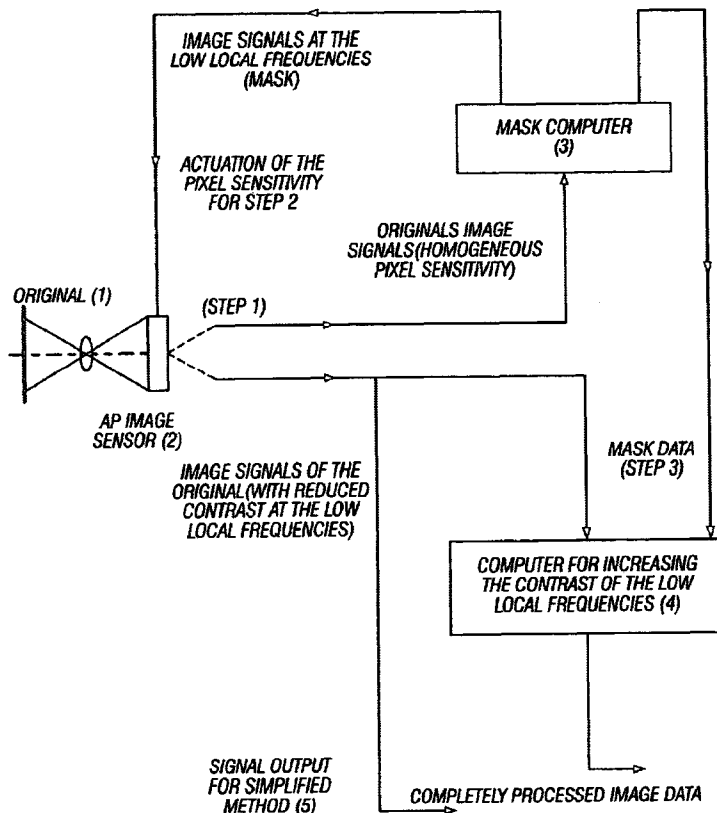 IMAGE SIGNALS AT THE
LOW LOCAL FREQUENCIES
(MASK)
MASK COMPUTER
(3)
ACTUATION OF THE
PIXEL SENSITIVITY
FOR STEP 2
ORIGINALS IMAGE
SIGNALS(HOMOGENEOUS
PIXEL SENSITIVITY)
ORIGINAL (1)
(STEP 1)
AP IMAGE
SENSOR (2)
MASK DATA
(STEP 3)
IMAGE SIGNALS OF THE
ORIGINAL(WITH REDUCED
CONTRAST AT THE LOW
LOCAL FREQUENCIES)
COMPUTER FOR INCREASING
THE CONTRAST OF THE LOW
LOCAL FREQUENCIES (4)
SIGNAL OUTPUT
FOR SIMPLIFIED
METHOD (5)
COMPLETELY PROCESSED IMAGE DATA